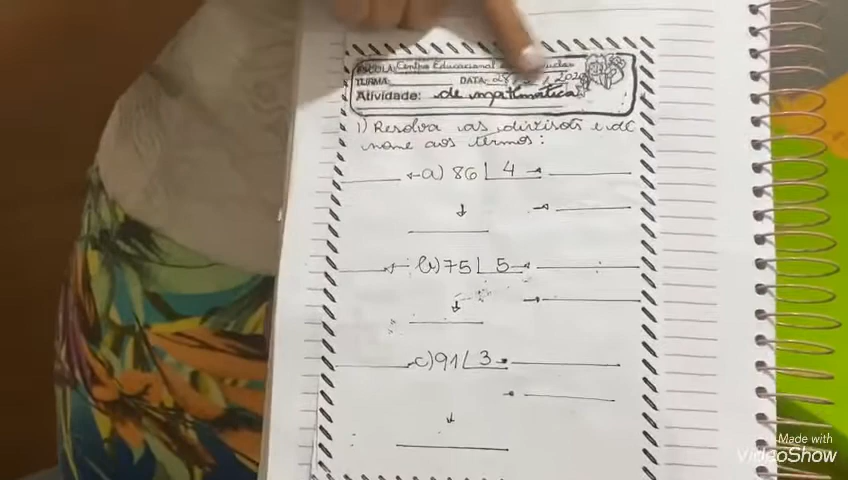 ESCOLA: Centro Educacional
TURMA: DATA: 28
Atividade: de matemática
1) Resolva as divisões e dê
nome aos termos:
a) 86 4
b) 75 5
c) 91 3
Made with
VideoShow